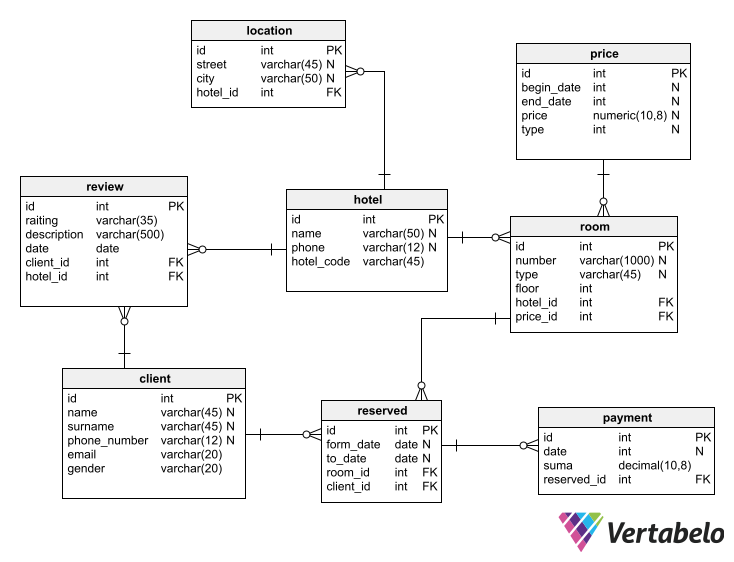 location
id int PK
street varchar(45) N
city varchar(50) N
hotel_id int FK
price
id int PK
begin_date int N
end_date int N
price numeric(10,8) N
type int N
review
id int PK
raiting varchar(35)
description varchar(500)
date date
client_id int FK
hotel_id int FK
hotel
id int PK
name varchar(50) N
phone varchar(12) N
hotel_code varchar(45)
room
id int PK
number varchar(1000) N
type varchar(45) N
floor int
hotel_id int FK
price_id int FK
client
id int PK
name varchar(45) N
surname varchar(45) N
phone_number varchar(12) N
email varchar(20)
gender varchar(20)
reserved
id int PK
form_date date N
to_date date N
room_id int FK
client_id int FK
payment
id int PK
date int N
suma decimal(10,8)
reserved_id int FK
Vertabelo